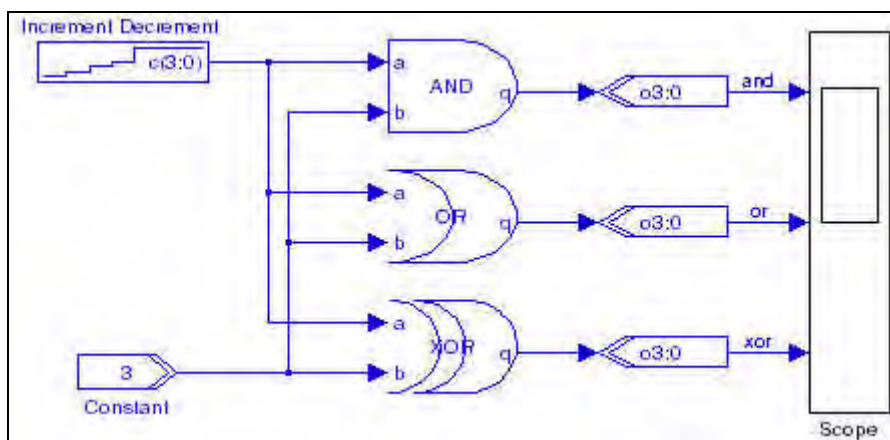 Increment Decrement
c(3:0)
a
AND
q
b
o3:0
and
a
OR
q
b
o3:0
or
a
XOR
q
b
o3:0
xor
3
Constant
Scope